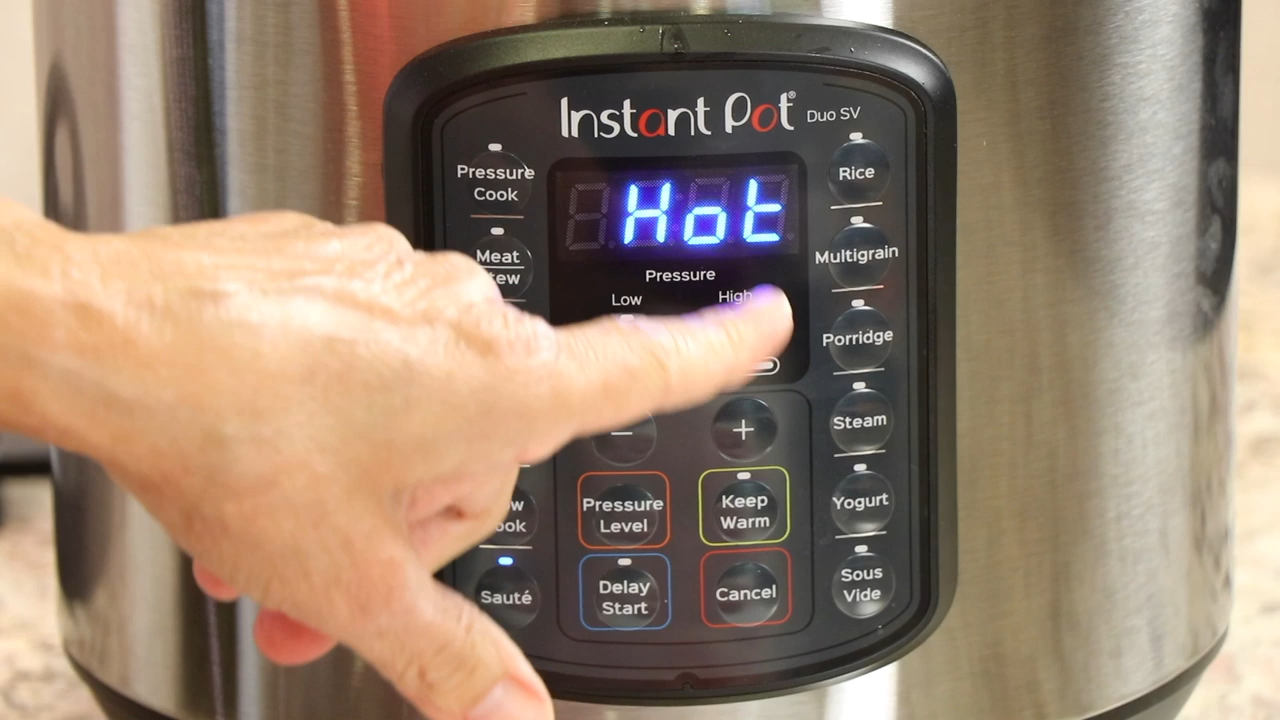 Instant Pot® Duo SV
Hot
Pressure
Low High
Pressure
Cook
Meat
− +
Pressure
Level
Keep
Warm
Delay
Start
Cancel
Sauté
Rice
Multigrain
Porridge
Steam
Yogurt
Sous
Vide